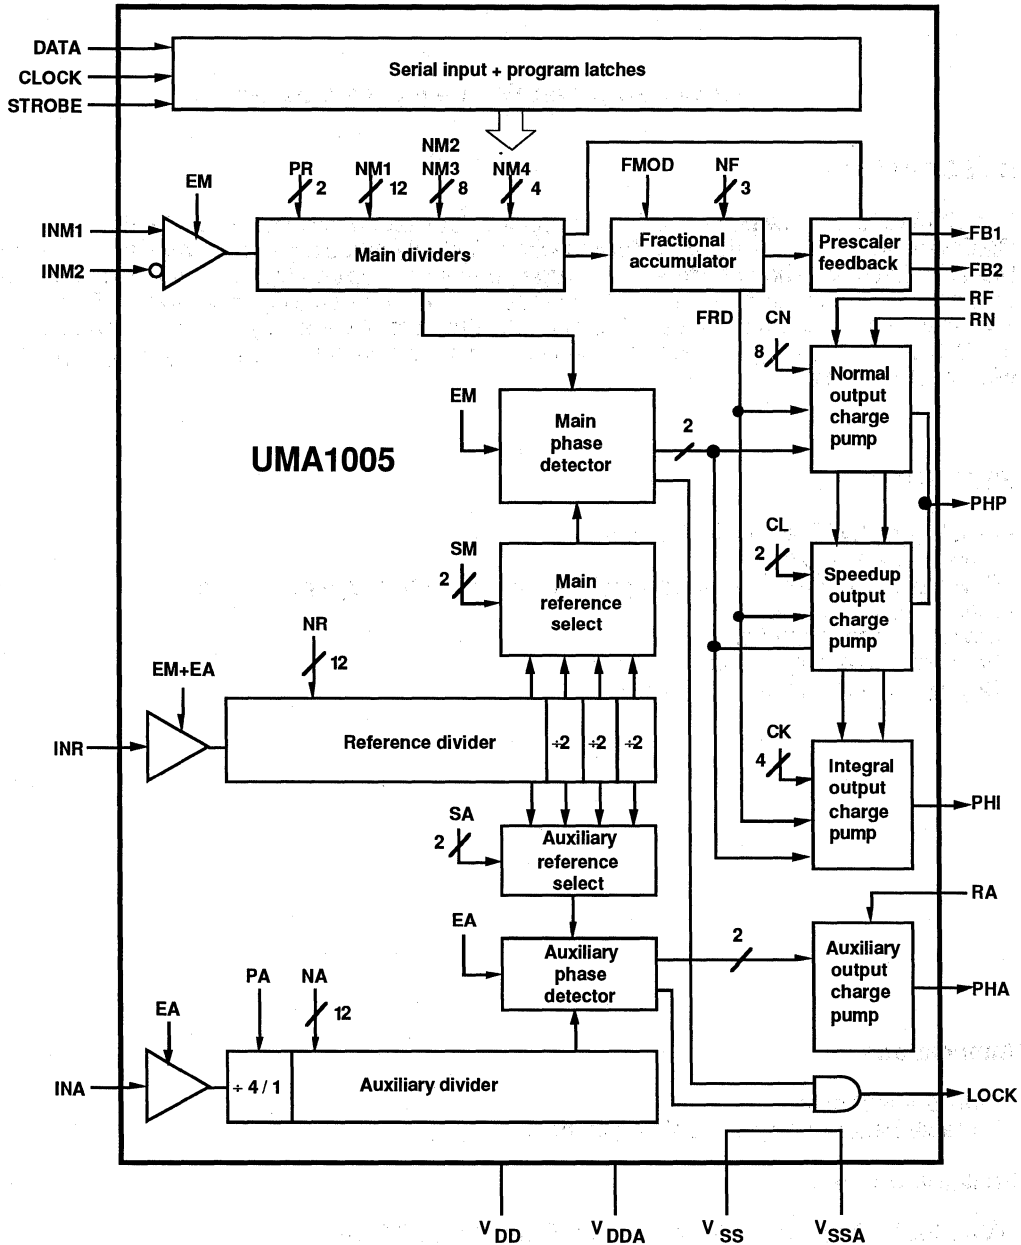 DATA
CLOCK
STROBE
Serial input + program latches
EM
PR
2
NM1
12
NM2
NM3
8
NM4
4
FMOD
NF
3
INM1
INM2
Main dividers
Fractional
accumulator
Prescaler
feedback
FB1
FB2
RF
RN
FRD
CN
8
Normal
output
charge
pump
EM
Main
phase
detector
2
UMA1005
PHP
SM
2
Main
reference
select
CL
2
Speedup
output
charge
pump
NR
12
EM+EA
INR
Reference divider
÷2
÷2
÷2
CK
4
Integral
output
charge
pump
PHI
SA
2
Auxiliary
reference
select
RA
EA
Auxiliary
phase
detector
2
Auxiliary
output
charge
pump
PHA
PA
NA
12
EA
INA
÷ 4 / 1
Auxiliary divider
LOCK
VDD
VDDA
VSS
VSSA